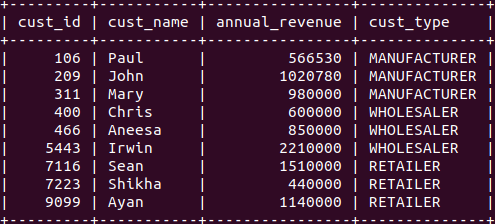 +---------+-----------+----------------+--------------+
| cust_id | cust_name | annual_revenue | cust_type    |
+---------+-----------+----------------+--------------+
|     106 | Paul      |         566530 | MANUFACTURER |
|     209 | John      |        1020780 | MANUFACTURER |
|     311 | Mary      |         980000 | MANUFACTURER |
|     400 | Chris     |         600000 | WHOLESALER   |
|     466 | Aneesa    |         850000 | WHOLESALER   |
|    5443 | Irwin     |        2210000 | WHOLESALER   |
|    7116 | Sean      |        1510000 | RETAILER     |
|    7223 | Shikha    |         440000 | RETAILER     |
|    9099 | Ayan      |        1140000 | RETAILER     |
+---------+-----------+----------------+--------------+